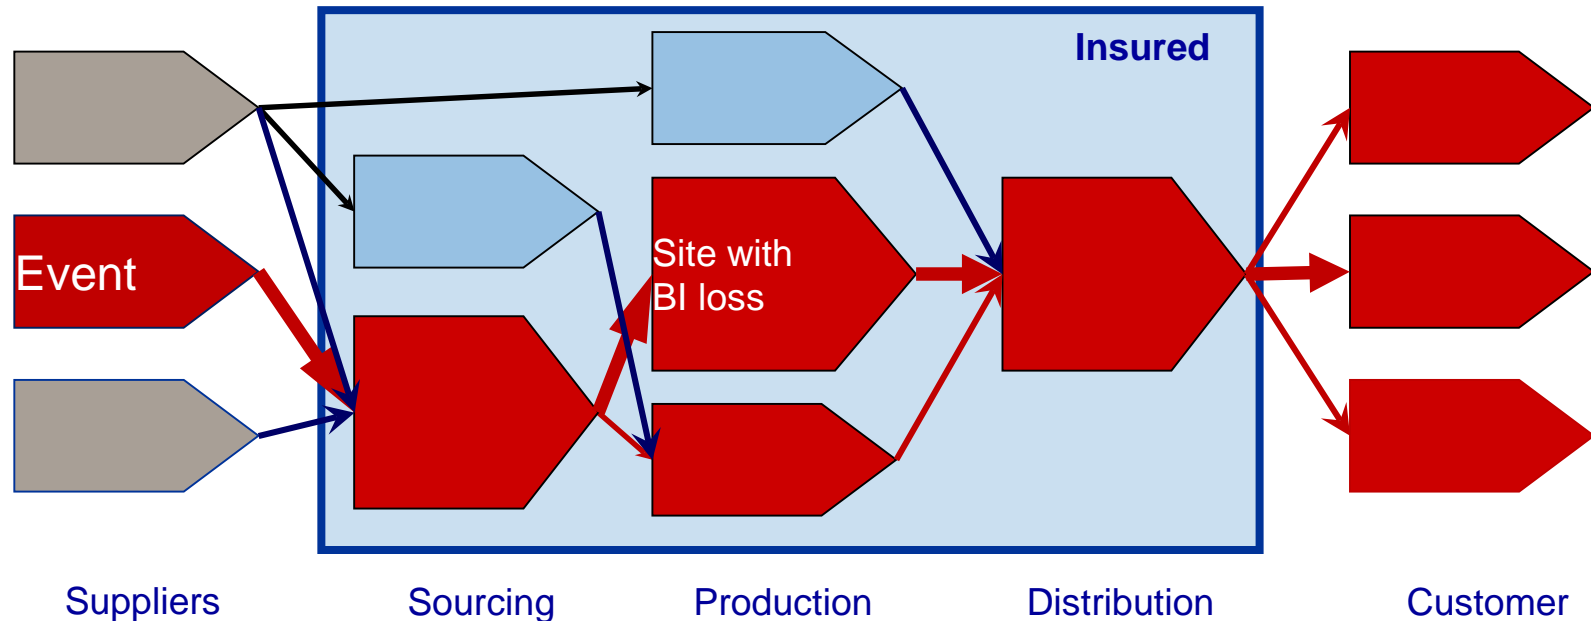 Insured
Event
Site with
BI loss
Suppliers
Sourcing
Production
Distribution
Customer